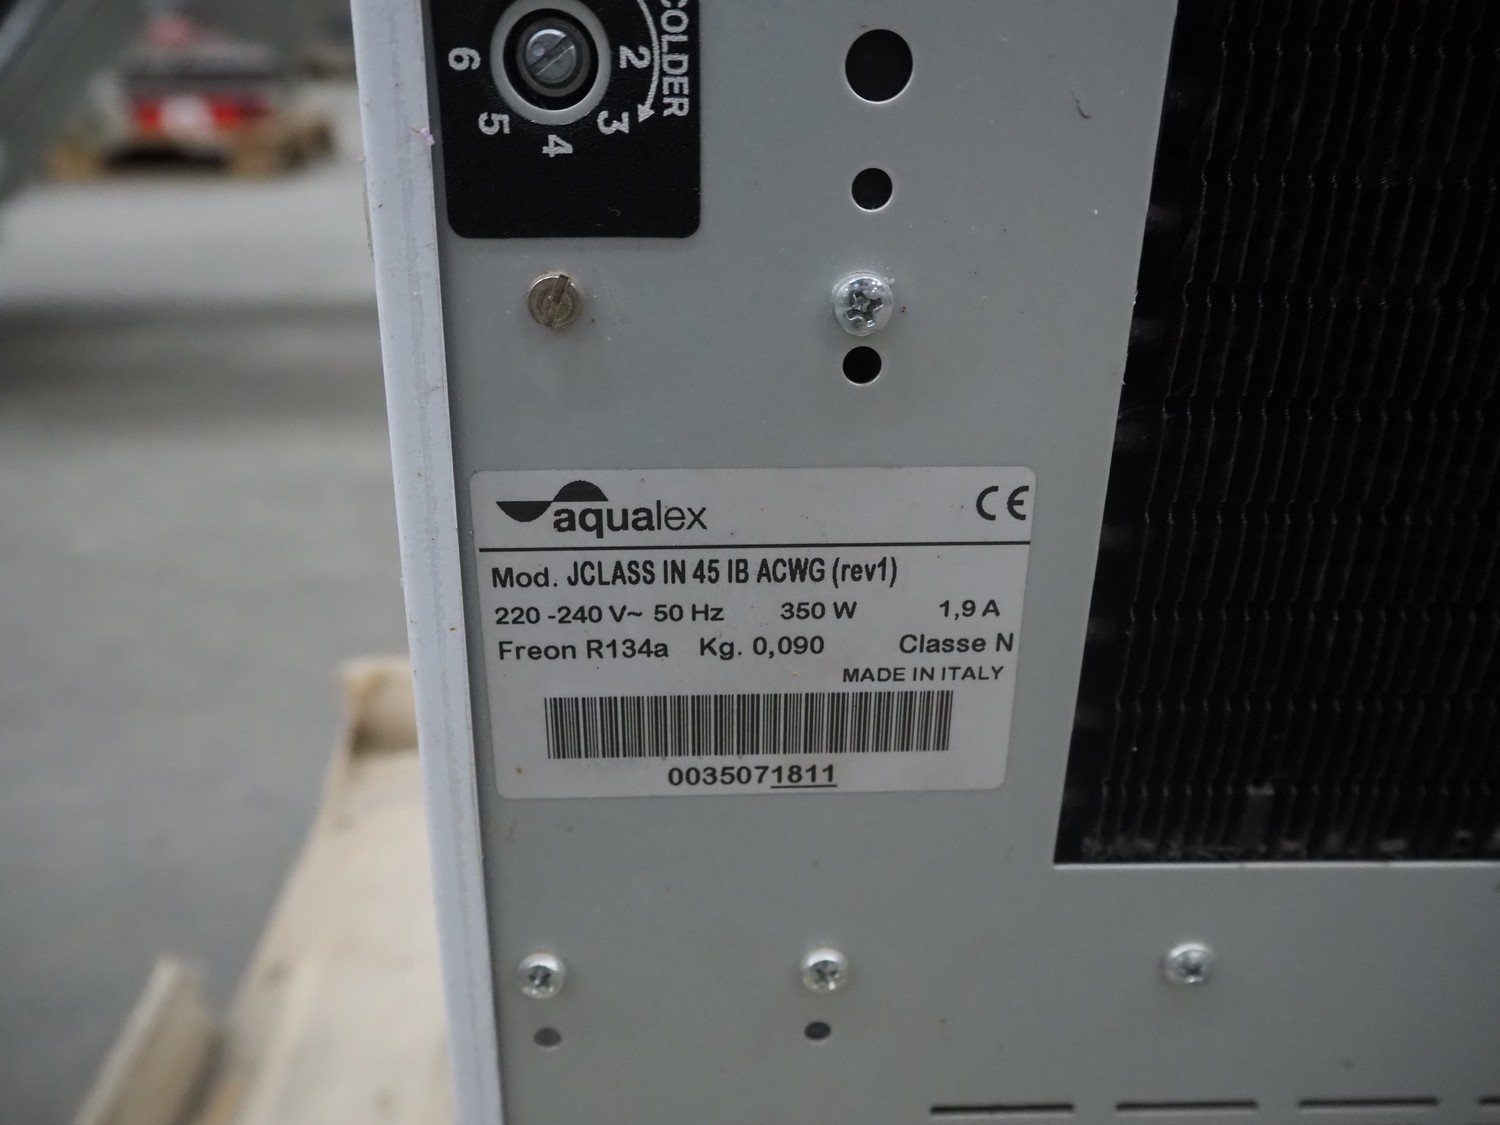 COLDER
2
3
4
5
6
aqualex CE
Mod. JCLASS IN 45 IB ACWG (rev1)
220 -240 V~ 50 Hz 350 W 1,9 A
Freon R134a Kg. 0,090 Classe N
MADE IN ITALY
0035071811